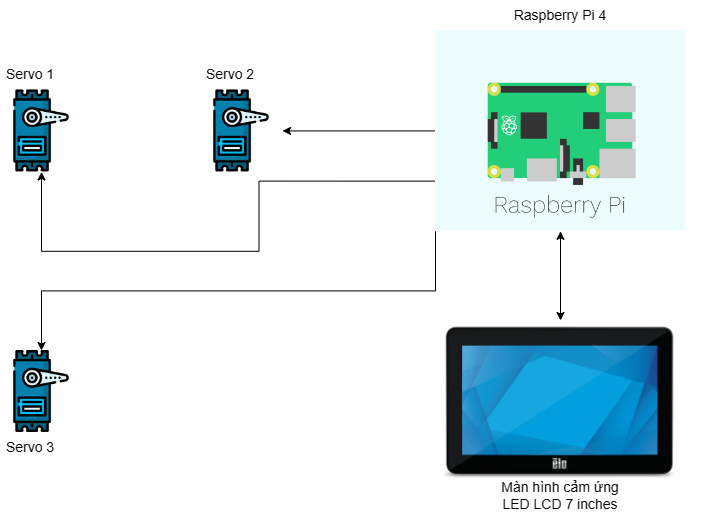 Raspberry Pi 4
Servo 1
Servo 2
Raspberry Pi
Servo 3
elo
Màn hình cảm ứng
LED LCD 7 inches